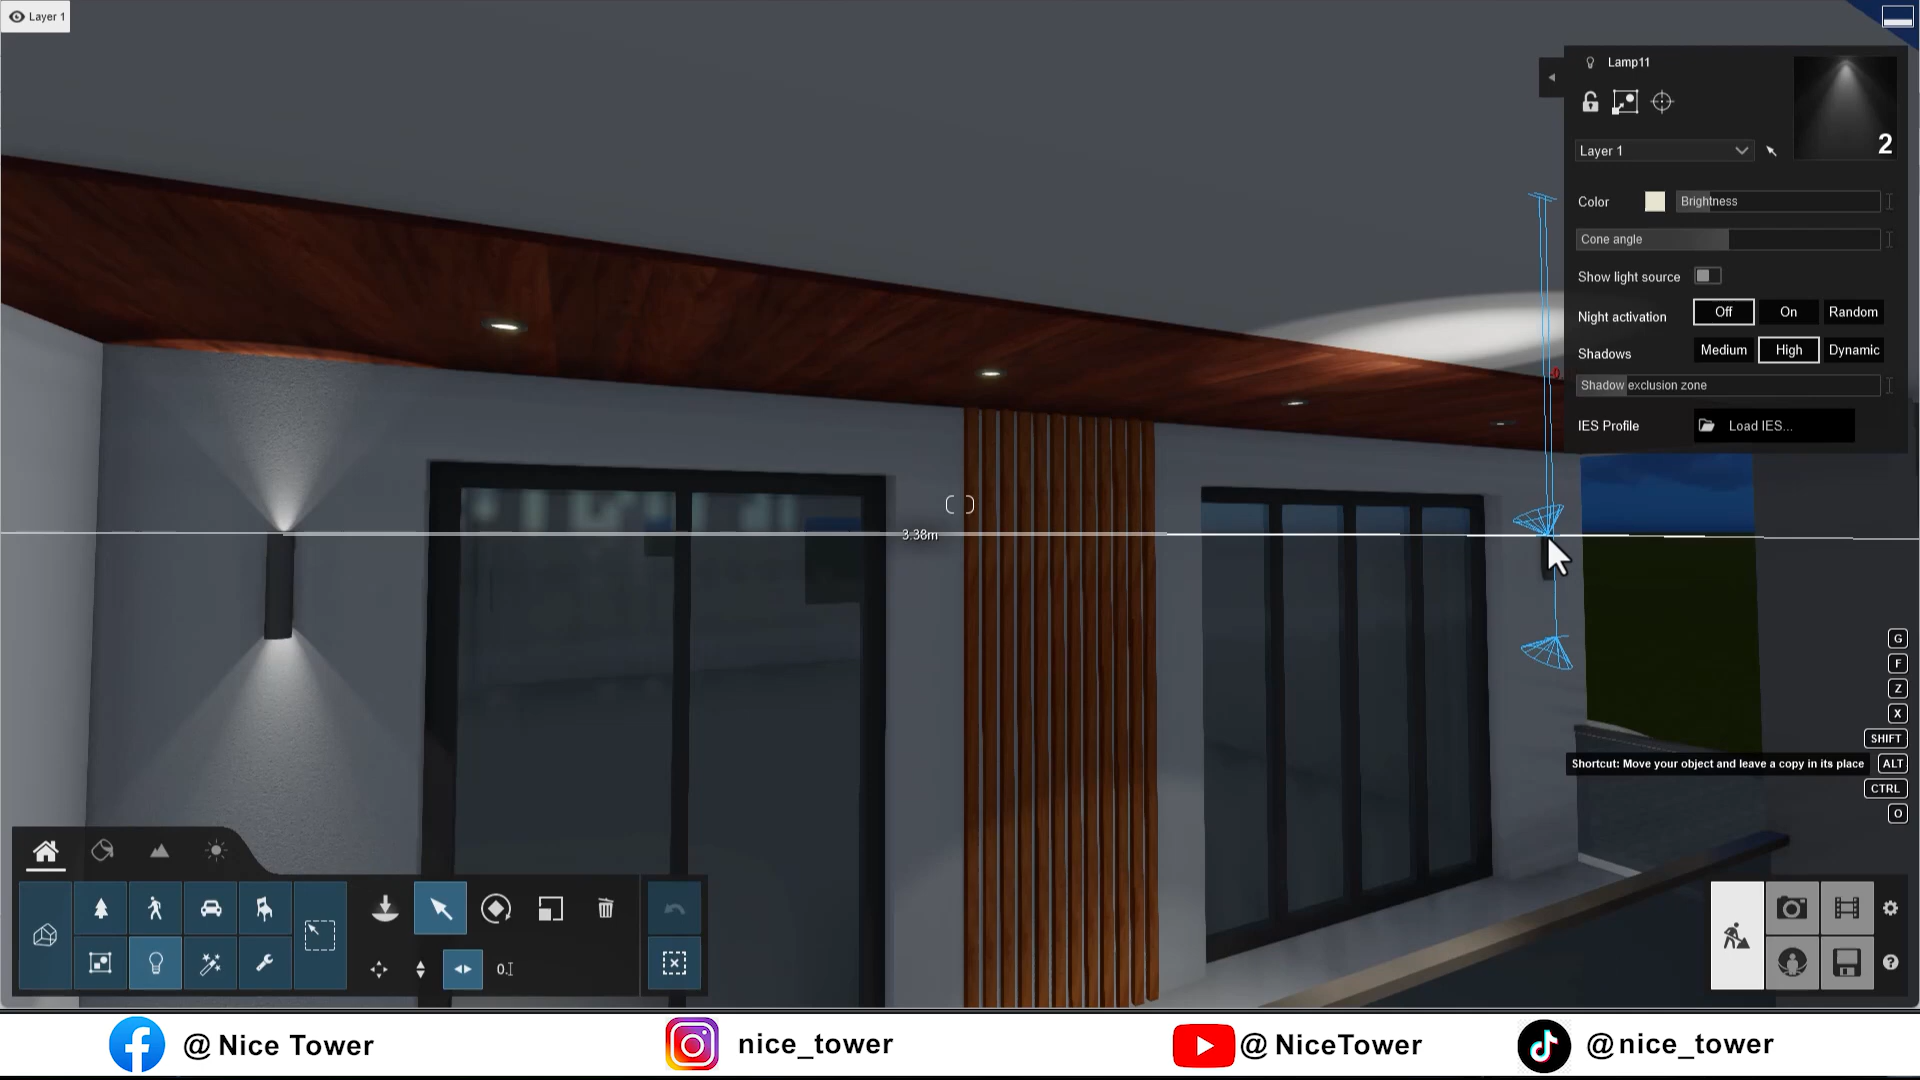 Layer 1
Lamp11
2
Layer 1
Color
Brightness
Cone angle
Show light source
Night activation
Off
On
Random
Shadows
Medium
High
Dynamic
Shadow exclusion zone
IES Profile
Load IES...
3.38m
G
F
Z
X
SHIFT
Shortcut: Move your object and leave a copy in its place
ALT
CTRL
O
@ Nice Tower
nice_tower
@ NiceTower
@nice_tower